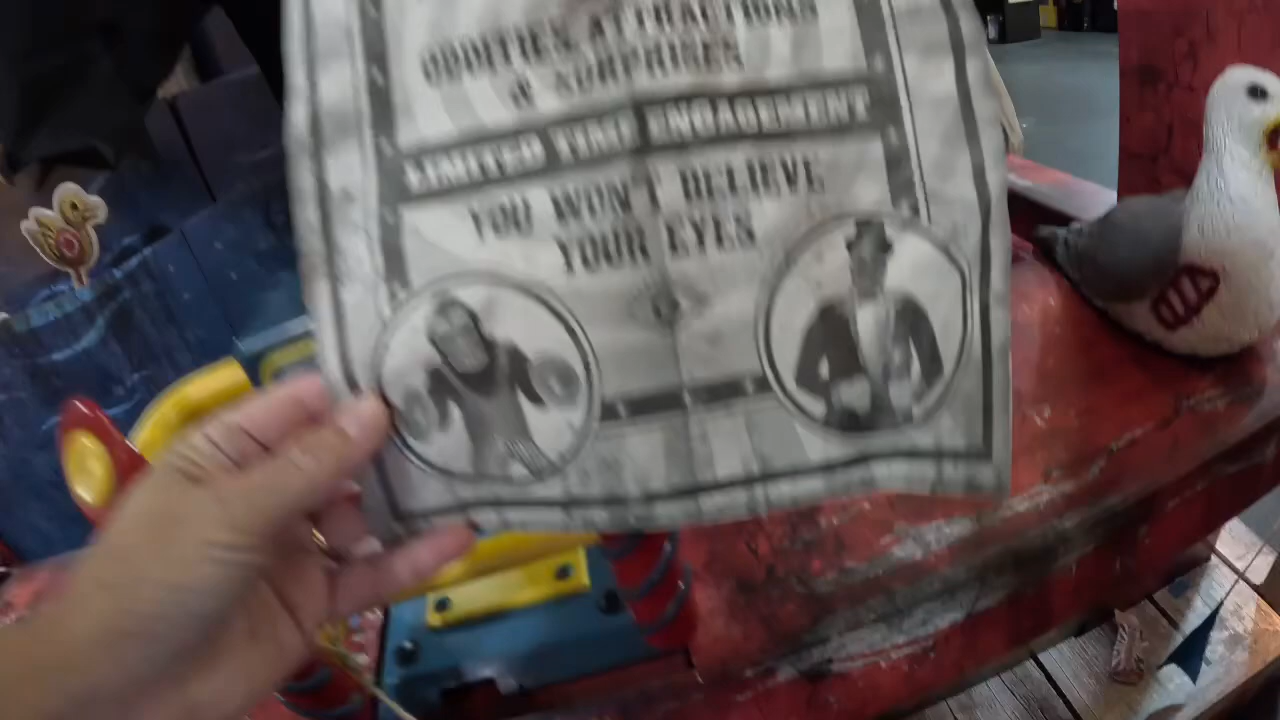 ODDITIES ATTRACTIONS
& SURPRISES
LIMITED TIME ENGAGEMENT
YOU WON'T BELIEVE
YOUR EYES